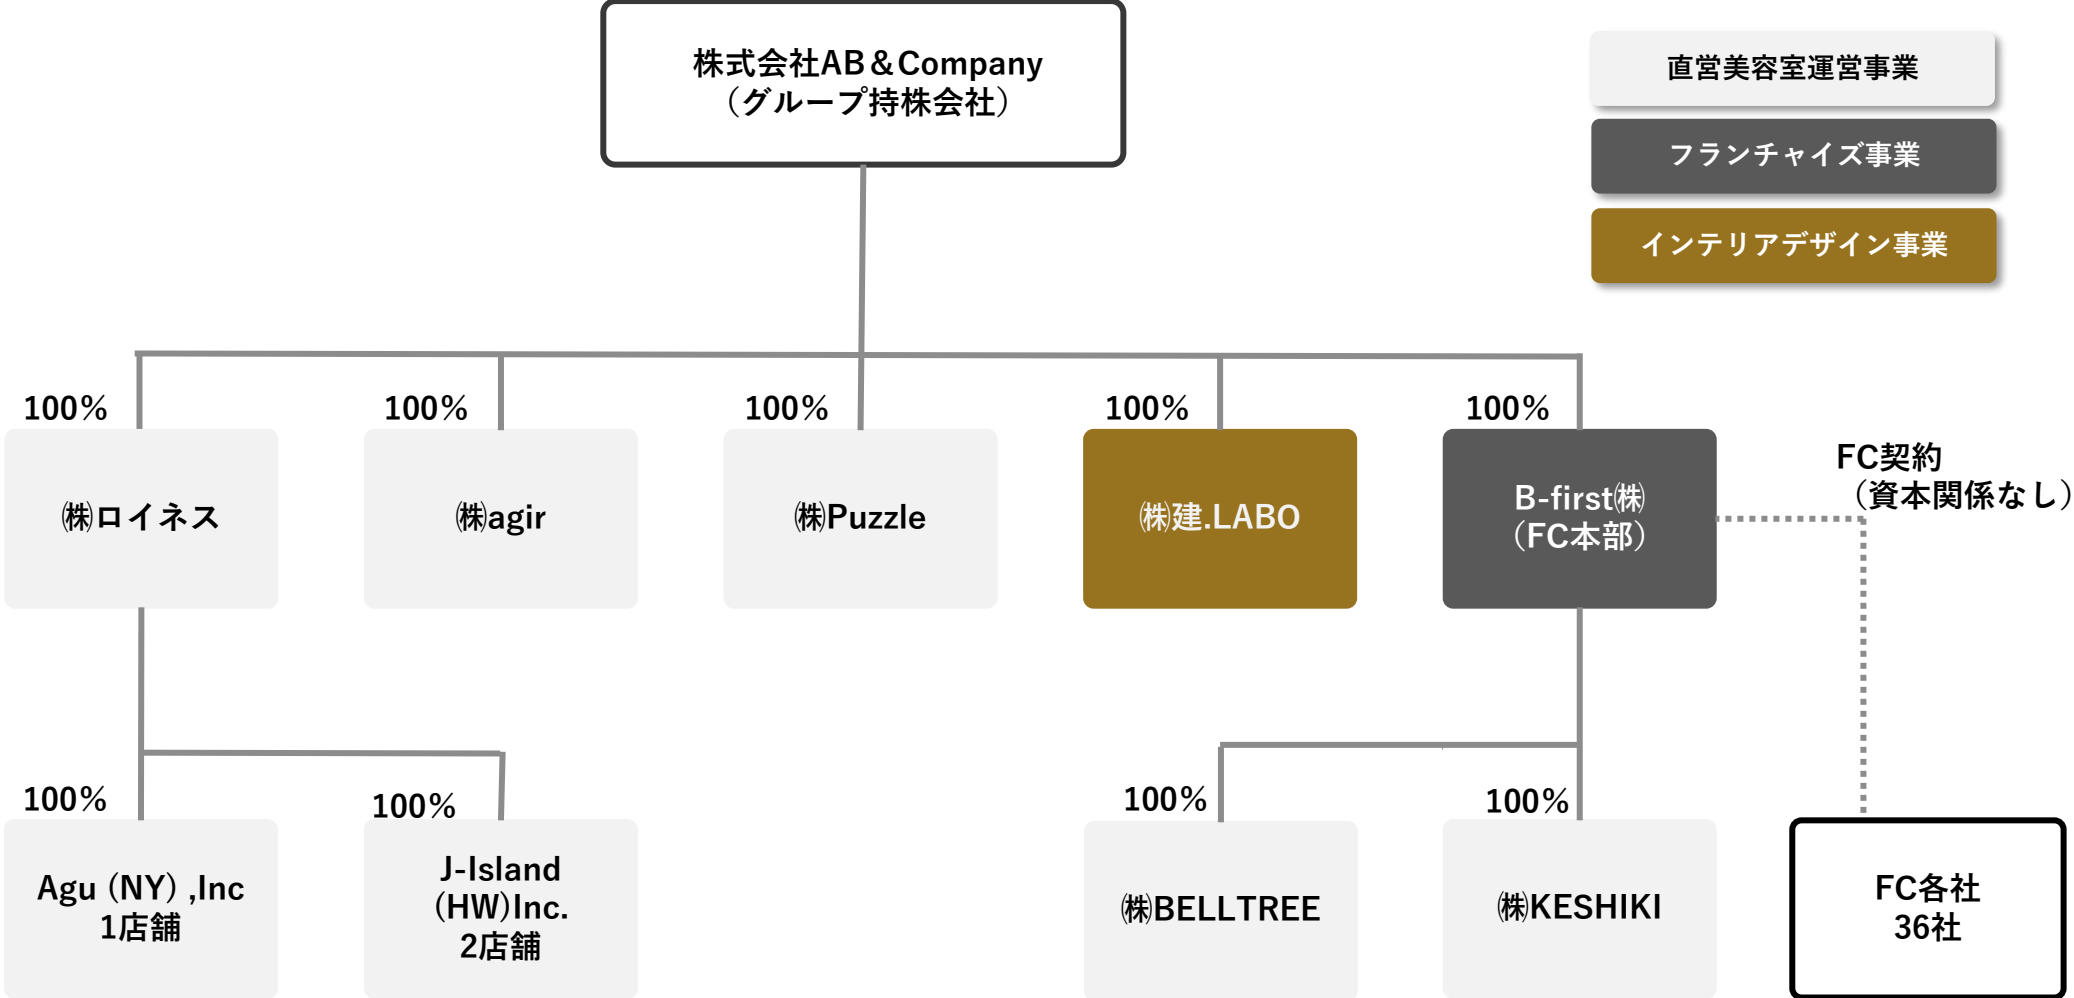 株式会社AB＆Company
（グループ持株会社）
直営美容室運営事業
フランチャイズ事業
インテリアデザイン事業
100%
100%
100%
100%
100%
㈱ロイネス
㈱agir
㈱Puzzle
㈱建.LABO
B-first㈱
（FC本部）
FC契約
（資本関係なし）
100%
100%
100%
100%
Agu (NY) ,Inc
1店舗
J-Island
(HW)Inc.
2店舗
㈱BELLTREE
㈱KESHIKI
FC各社
36社